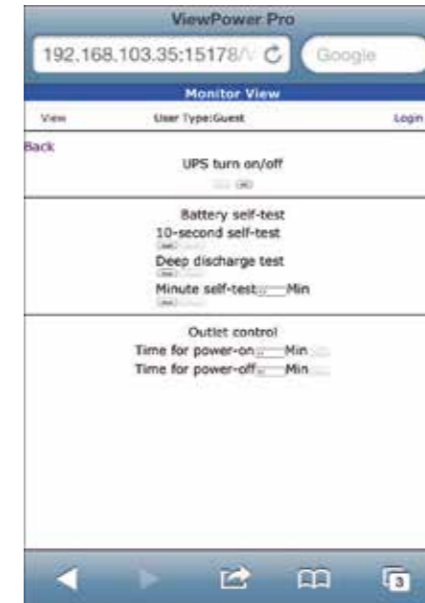 ViewPower Pro
192.168.103.35:15178/
Google
Monitor View
View User Type:Guest Login
Back
UPS turn on/off
Battery self-test
10-second self-test
Deep discharge test
Minute self-test Min
Outlet control
Time for power-on Min
Time for power-off Min
3